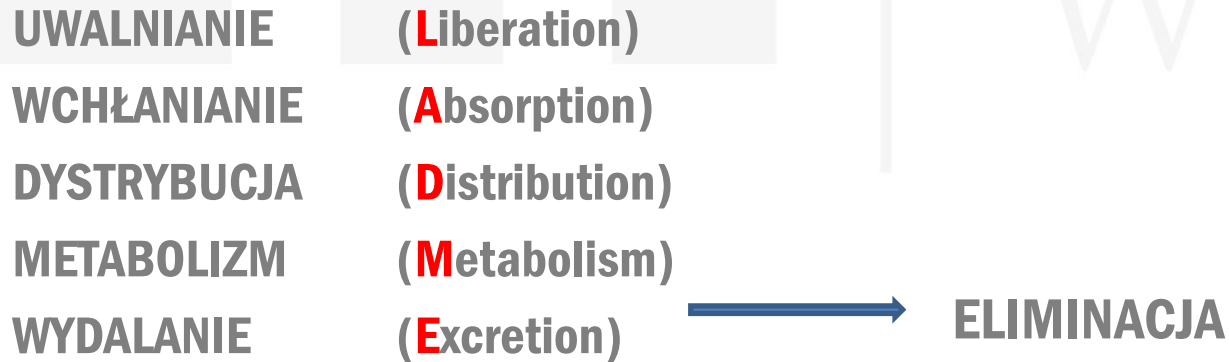 UWALNIANIE (Liberation)
WCHŁANIANIE (Absorption)
DYSTRYBUCJA (Distribution)
METABOLIZM (Metabolism)
WYDALANIE (Excretion)
ELIMINACJA